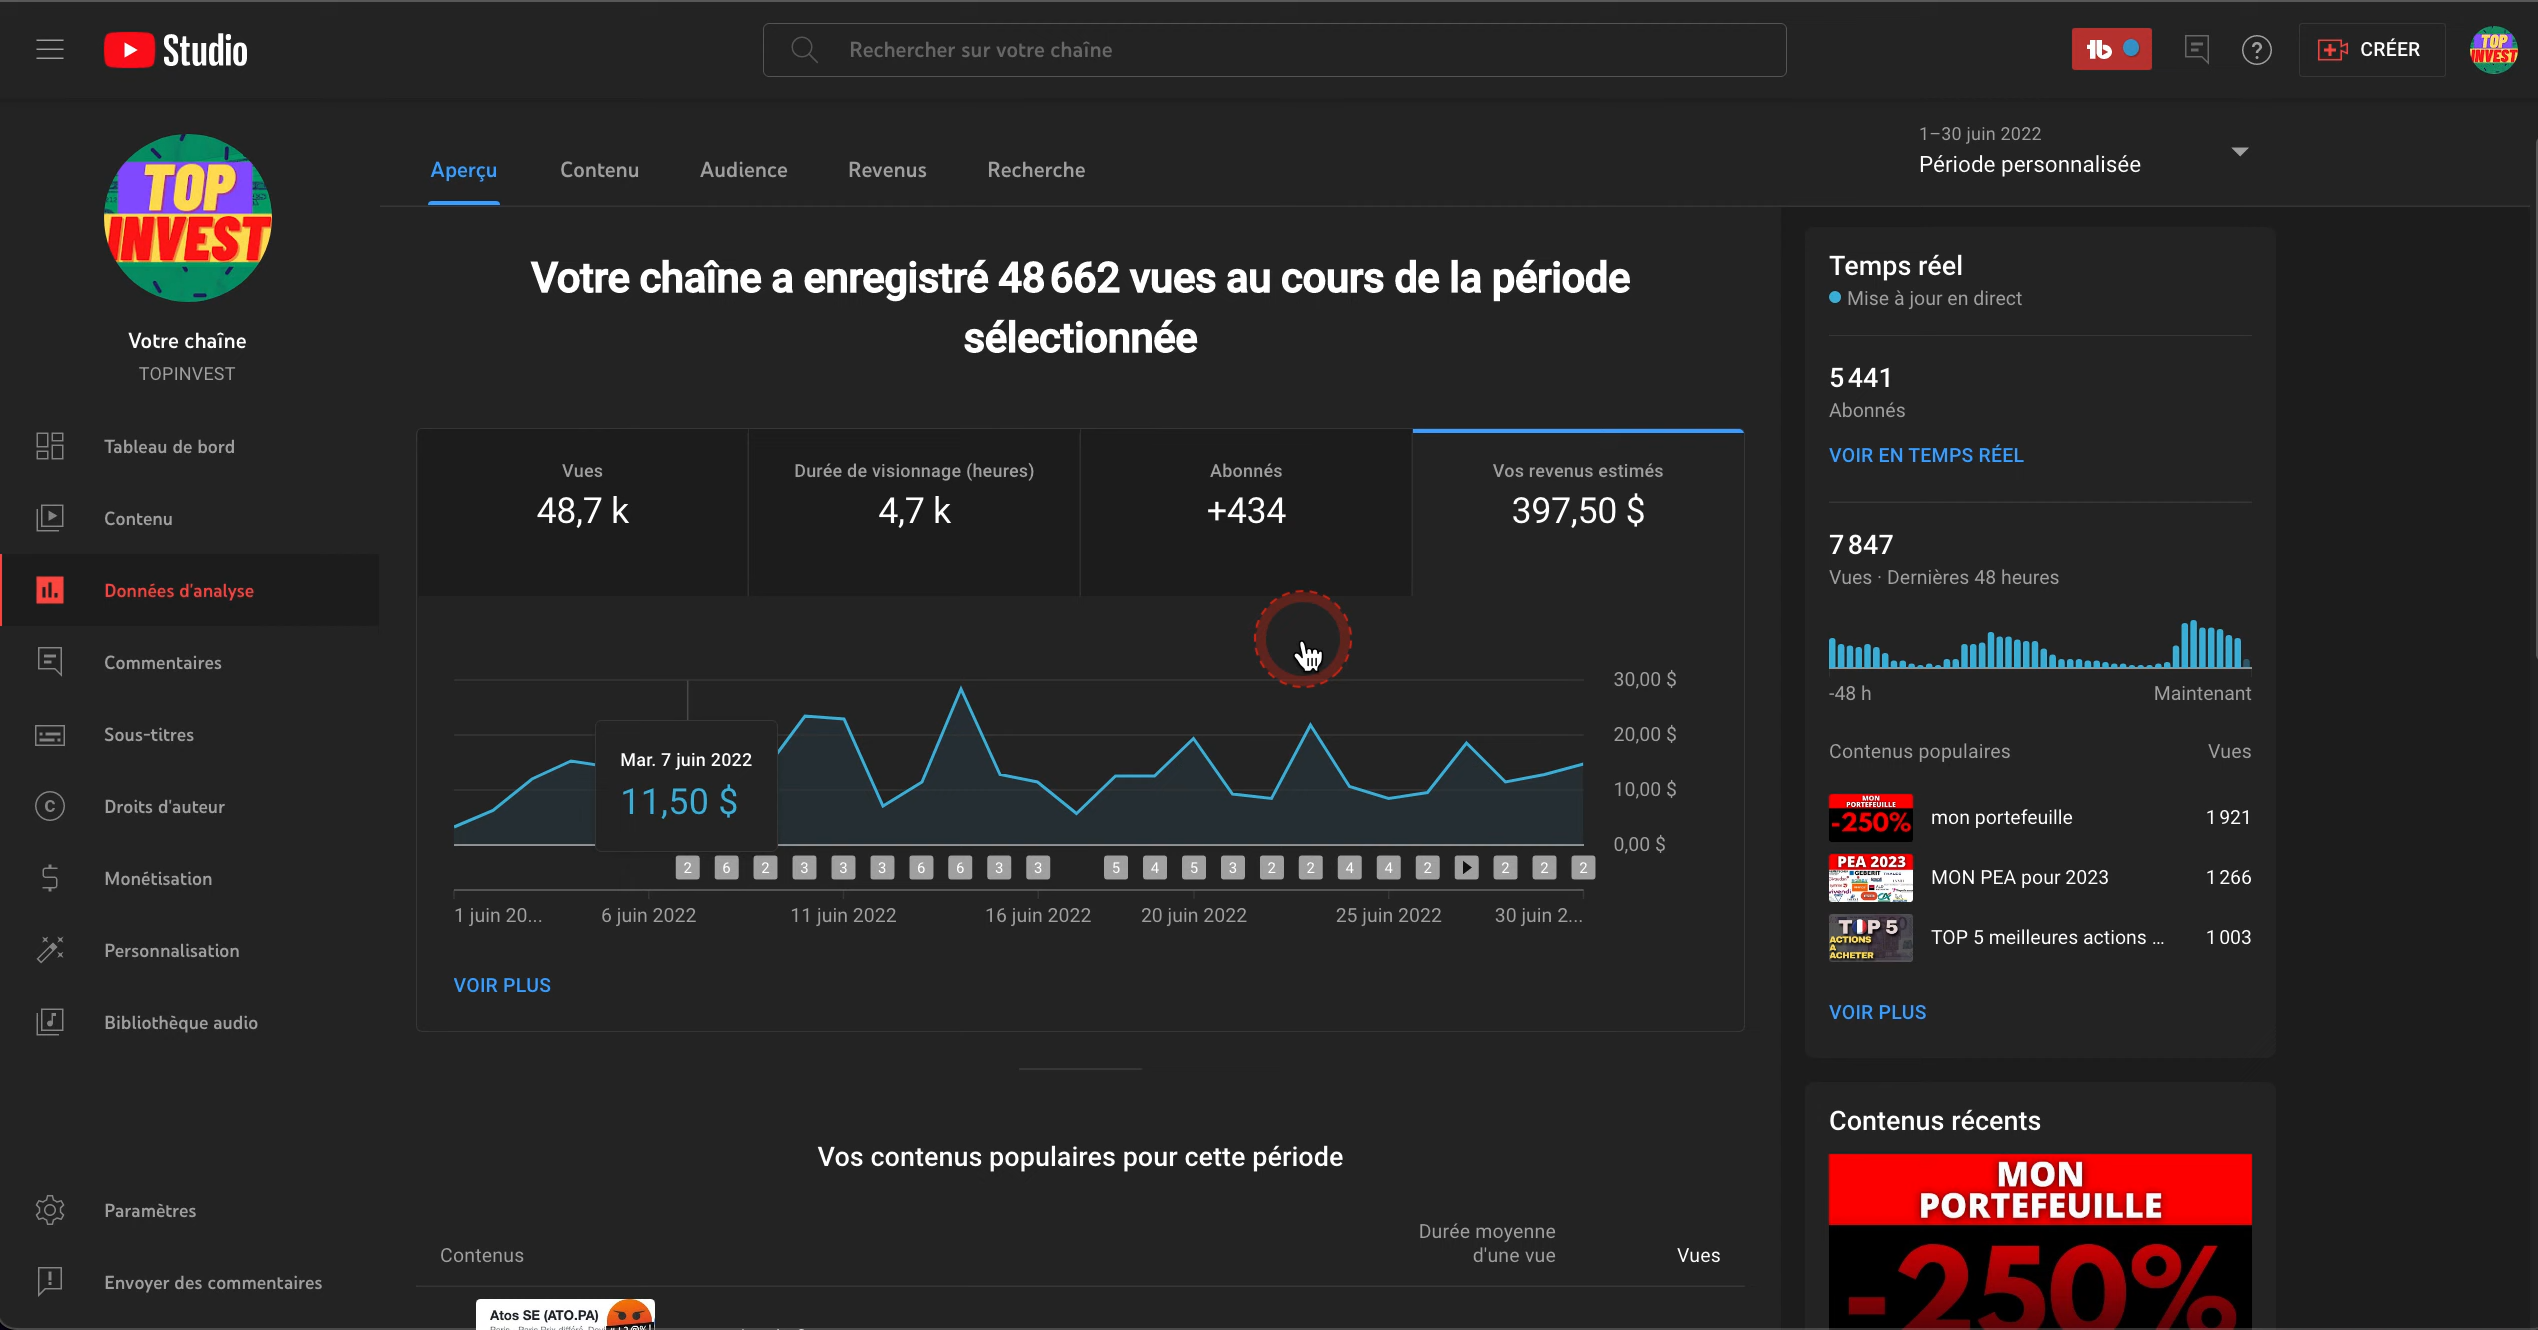 Studio
Rechercher sur votre chaîne
CRÉER
TOP
INVEST
TOP
INVEST
Votre chaîne
TOPINVEST
Tableau de bord
Contenu
Données d'analyse
Commentaires
Sous-titres
Droits d'auteur
Monétisation
Personnalisation
Bibliothèque audio
Paramètres
Envoyer des commentaires
Aperçu
Contenu
Audience
Revenus
Recherche
1–30 juin 2022
Période personnalisée
Votre chaîne a enregistré 48 662 vues au cours de la période
sélectionnée
Vues
48,7 k
Durée de visionnage (heures)
4,7 k
Abonnés
+434
Vos revenus estimés
397,50 $
30,00 $
20,00 $
10,00 $
0,00 $
Mar. 7 juin 2022
11,50 $
2 6 2 3 3 3 6 6 3 3 5 4 5 3 2 2 4 4 2 2 2 2
1 juin 20... 6 juin 2022 11 juin 2022 16 juin 2022 20 juin 2022 25 juin 2022 30 juin 2...
VOIR PLUS
Vos contenus populaires pour cette période
Contenus
Durée moyenne
d'une vue
Vues
Atos SE (ATO.PA)
Temps réel
Mise à jour en direct
5 441
Abonnés
VOIR EN TEMPS RÉEL
7 847
Vues · Dernières 48 heures
-48 h Maintenant
Contenus populaires Vues
MON
PORTEFEUILLE
-250%
mon portefeuille 1 921
PEA 2023
GEBERIT
MON PEA pour 2023 1 266
TOP 5
ACTIONS
A
ACHETER
TOP 5 meilleures actions ... 1 003
VOIR PLUS
Contenus récents
MON
PORTEFEUILLE
-250%